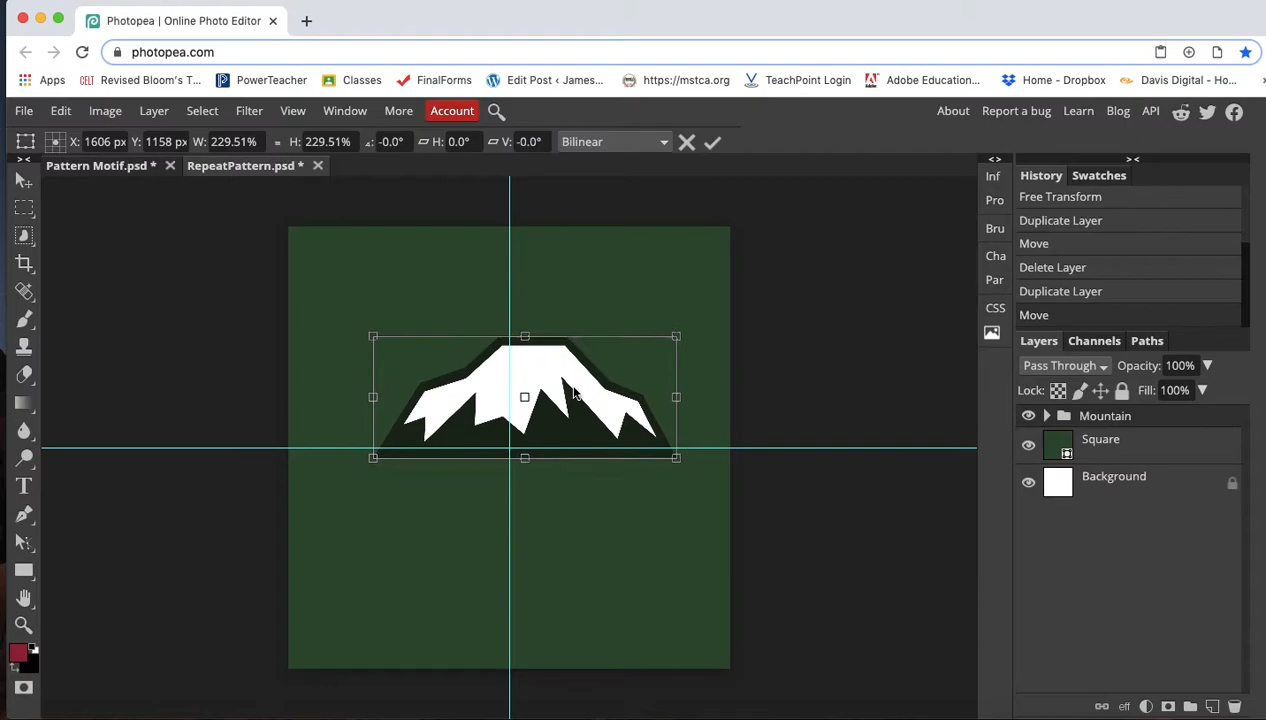 Photopea | Online Photo Editor
photopea.com
Apps CELT Revised Bloom's T... PowerTeacher Classes FinalForms Edit Post ‹ James... https://mstca.org TeachPoint Login Adobe Education... Home - Dropbox Davis Digital - Ho...
File Edit Image Layer Select Filter View Window More Account About Report a bug Learn Blog API
X: 1606 px Y: 1158 px W: 229.51% = H: 229.51% ⊿: -0.0° H: 0.0° V: -0.0° Bilinear
Pattern Motif.psd * RepeatPattern.psd *
> < < > > <
Inf
Pro
Bru
Cha
Par
CSS
History Swatches
Free Transform
Duplicate Layer
Move
Delete Layer
Duplicate Layer
Move
Layers Channels Paths
Pass Through Opacity: 100%
Lock: Fill: 100%
Mountain
Square
Background
T
eff